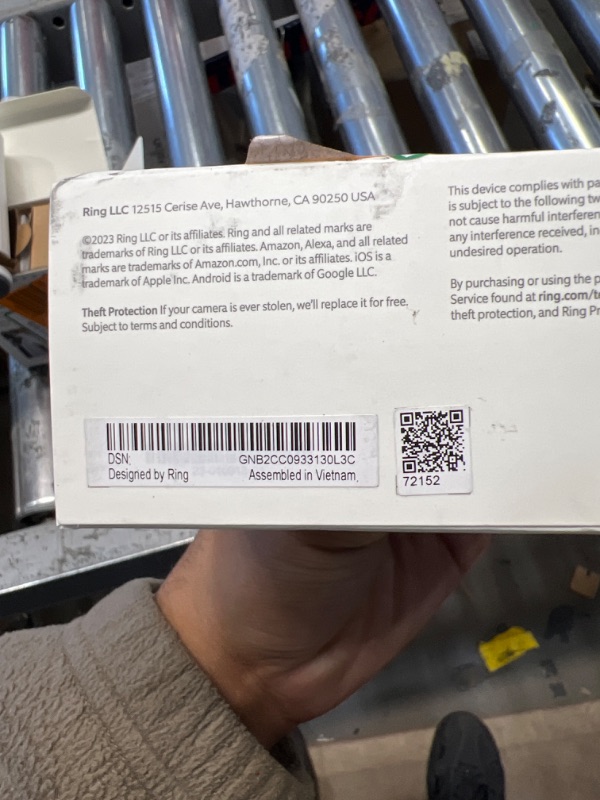 Ring LLC 12515 Cerise Ave, Hawthorne, CA 90250 USA
©2023 Ring LLC or its affiliates. Ring and all related marks are
trademarks of Ring LLC or its affiliates. Amazon, Alexa, and all related
marks are trademarks of Amazon.com, Inc. or its affiliates. iOS is a
trademark of Apple Inc. Android is a trademark of Google LLC.
Theft Protection If your camera is ever stolen, we'll replace it for free.
Subject to terms and conditions.
This device complies with pa
is subject to the following tw
not cause harmful interferen
any interference received, in
undesired operation.
By purchasing or using the p
Service found at ring.com/t
theft protection, and Ring Pr
DSN: GNB2CC0933130L3C
Designed by Ring Assembled in Vietnam.
72152